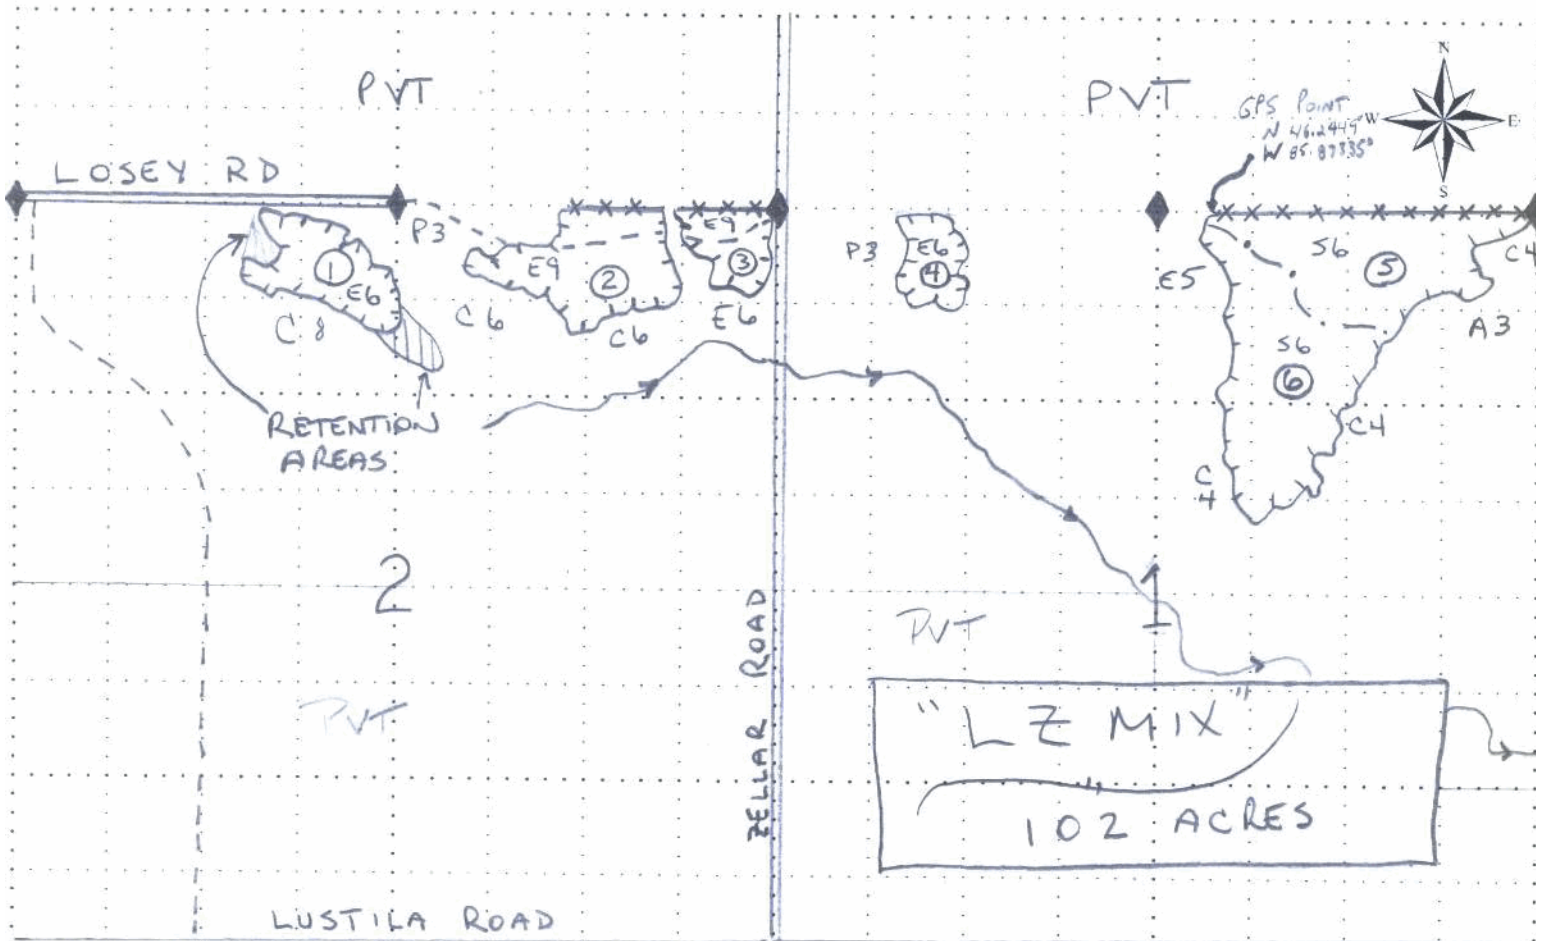 PVT
PVT
GPS POINT
N 46.2449°
W 85.87335°
N
W
E
S
LOSEY RD
P3
E9
P3
E6
4
S6
5
C4
1
E6
E9
2
3
E5
C8
C6
C6
E6
A3
S6
6
C4
RETENTION
AREAS
C
4
2
1
PVT
PVT
ZELLAR ROAD
"LZ MIX"
102 ACRES
LUSTILA ROAD